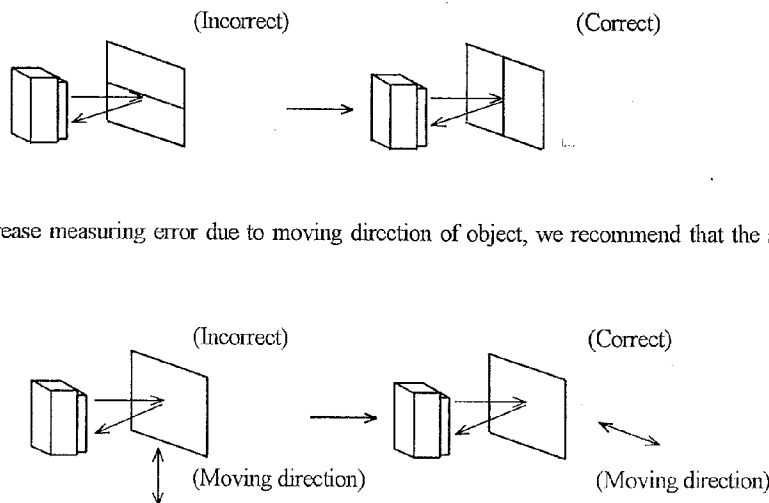 (Incorrect) (Correct)
rease measuring error due to moving direction of object, we recommend that the
(Incorrect) (Correct)
(Moving direction) (Moving direction)